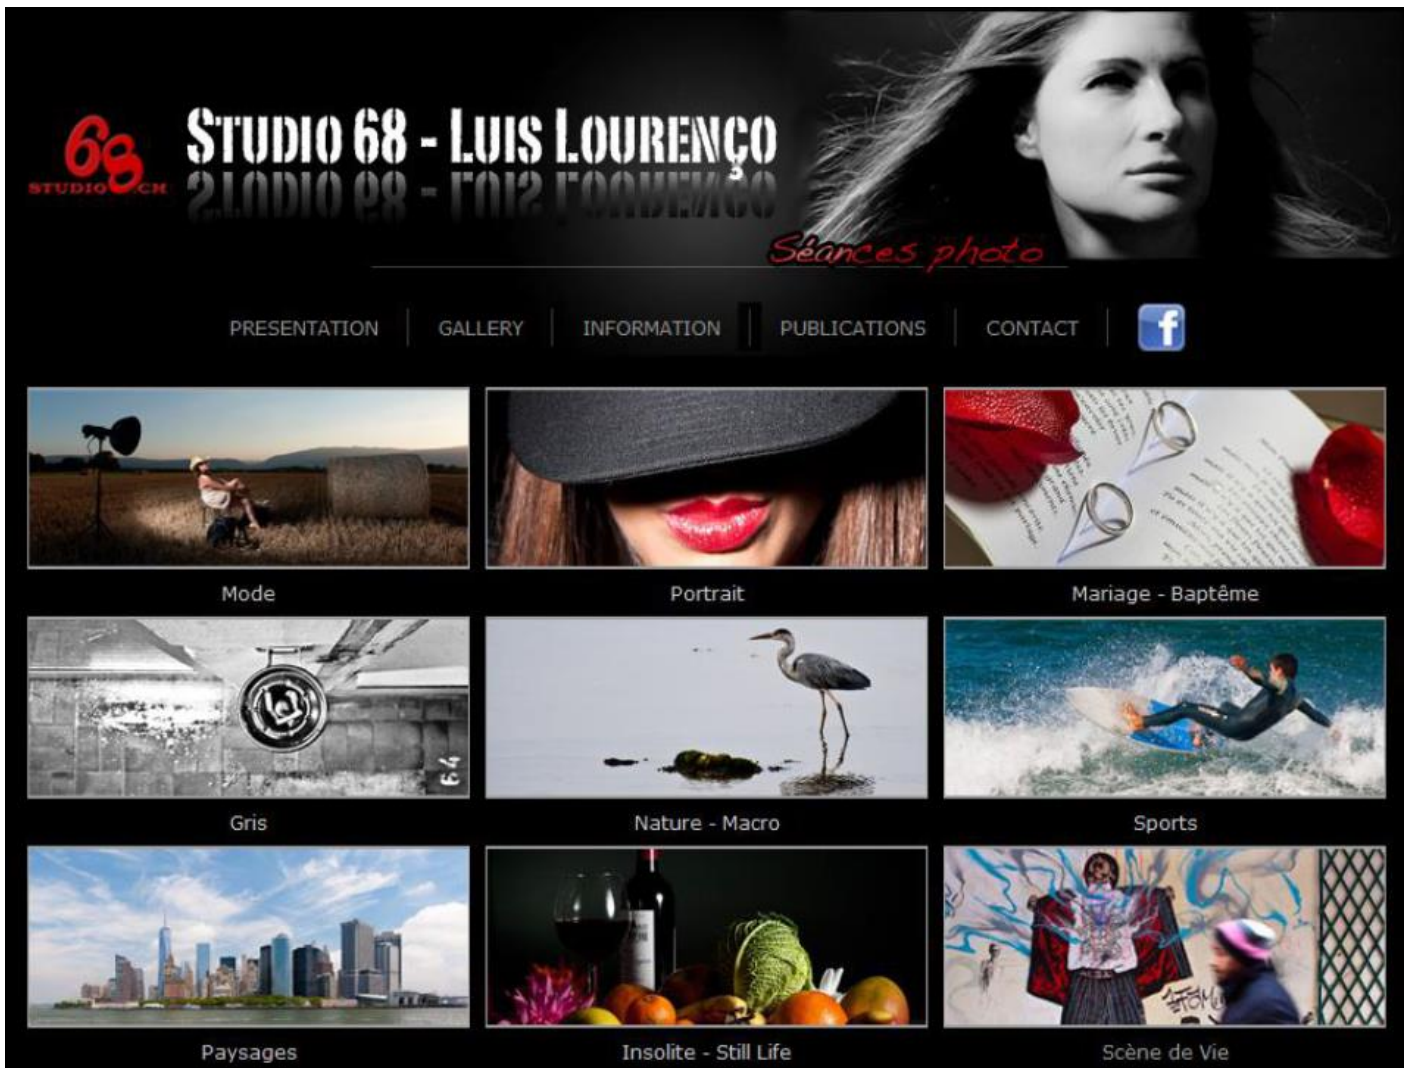 68
STUDIO .CH
STUDIO 68 - LUIS LOURENÇO
Séances photo
PRESENTATION
GALLERY
INFORMATION
PUBLICATIONS
CONTACT
f
Mode
Portrait
Mariage - Baptême
64
Gris
Nature - Macro
Sports
Paysages
Insolite - Still Life
Scène de Vie